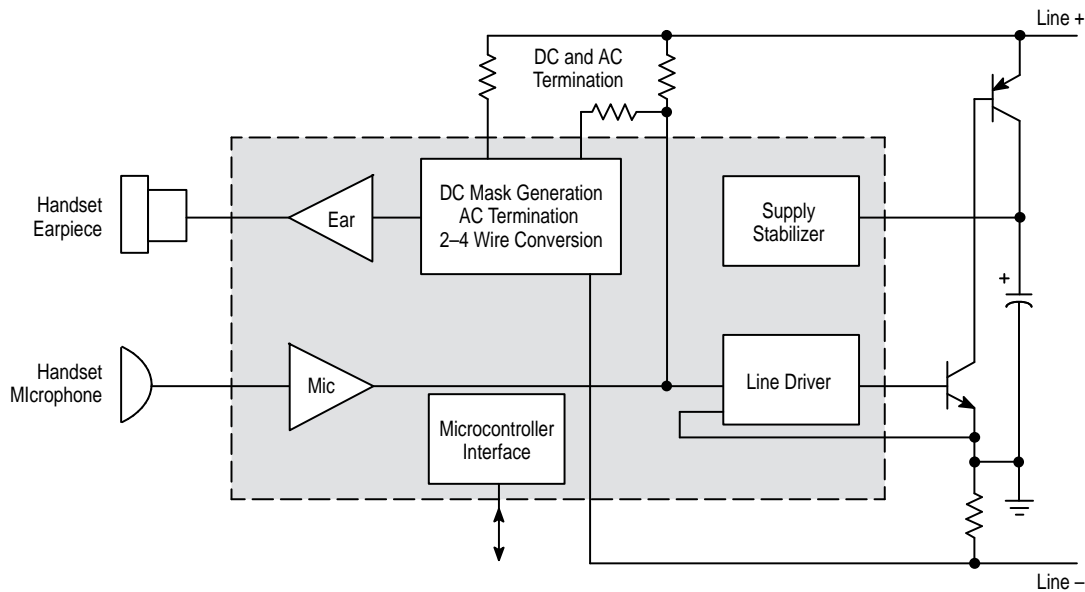 Line +
DC and AC
Termination
Handset
Earpiece
Ear
DC Mask Generation
AC Termination
2–4 Wire Conversion
Supply
Stabilizer
+
Handset
MIcrophone
Mic
Line Driver
Microcontroller
Interface
Line –